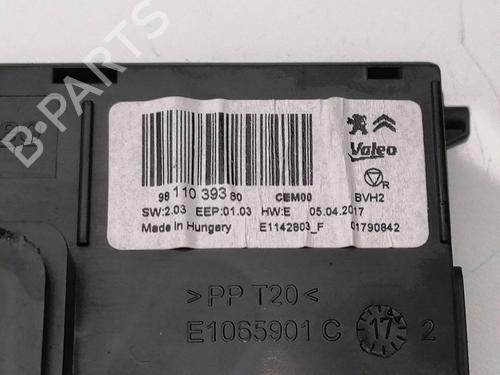 B-PARTS
Valeo
98 110 393 80 CEM00 BVH2
SW:2.03 EEP:01.03 HW:E 05.04.2017
Made in Hungary E1142803_F 01790842
R
>PP T20<
E1065901 C 17 2